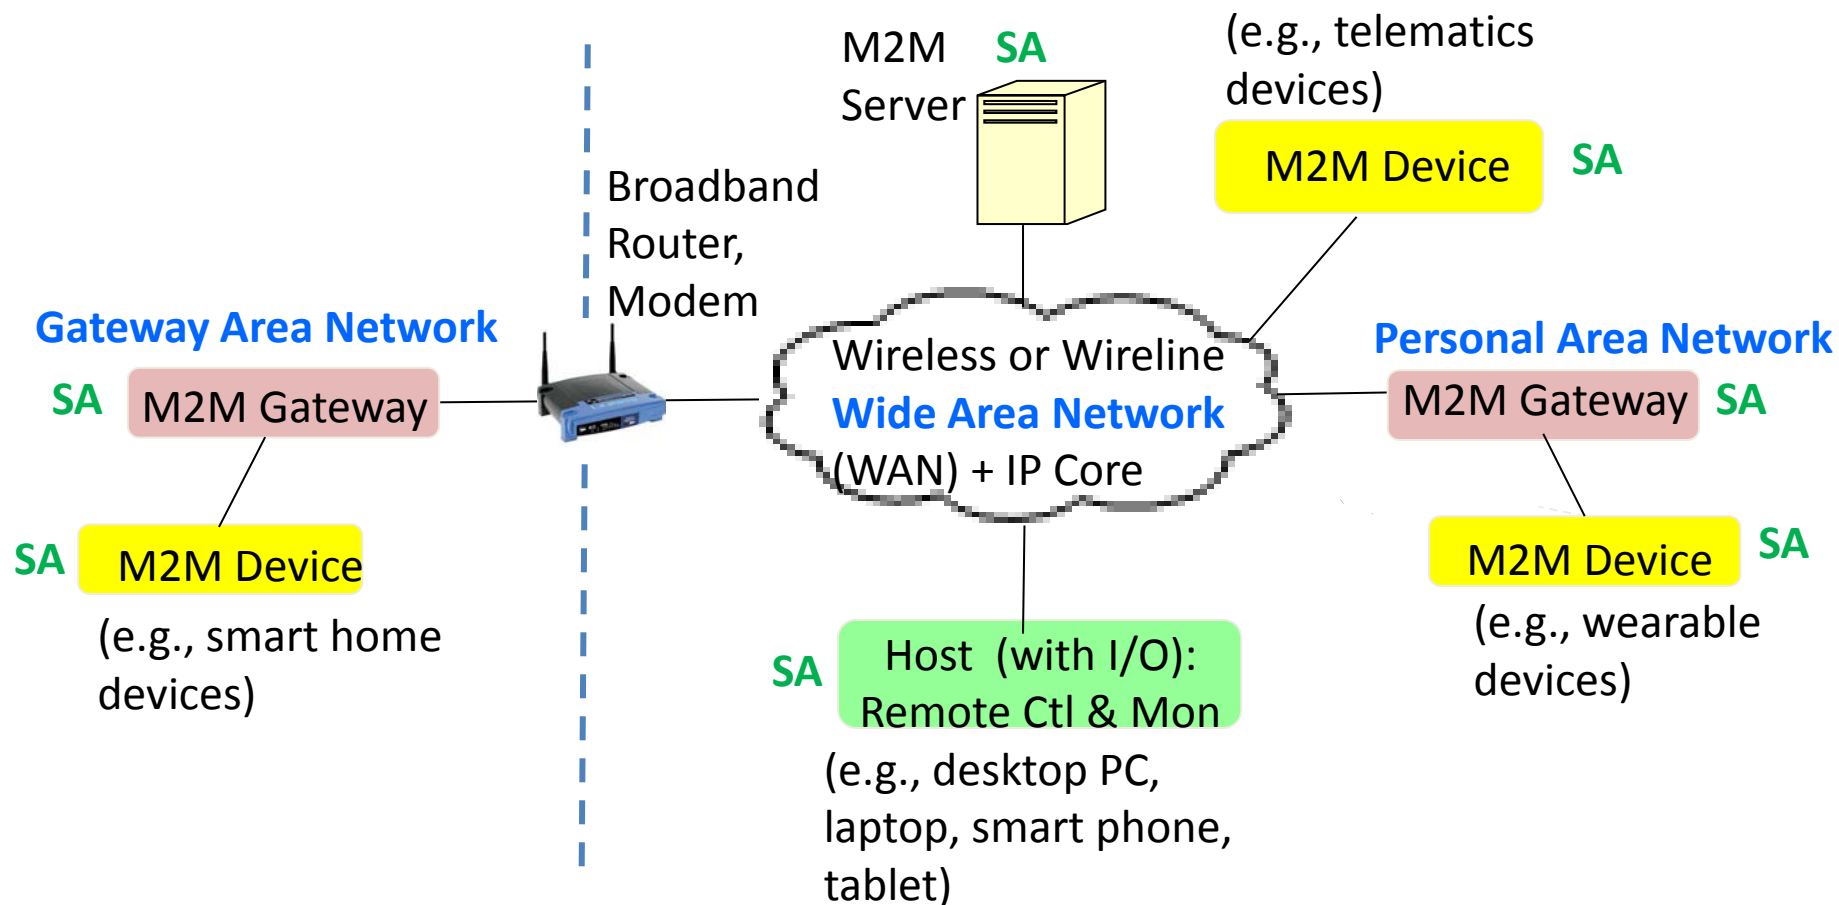 M2M
Server
SA
(e.g., telematics
devices)
M2M Device
SA
Broadband
Router,
Modem
Gateway Area Network
SA
M2M Gateway
SA
M2M Device
(e.g., smart home
devices)
Wireless or Wireline
Wide Area Network
(WAN) + IP Core
Personal Area Network
M2M Gateway
SA
M2M Device
SA
(e.g., wearable
devices)
SA
Host (with I/O):
Remote Ctl & Mon
(e.g., desktop PC,
laptop, smart phone,
tablet)